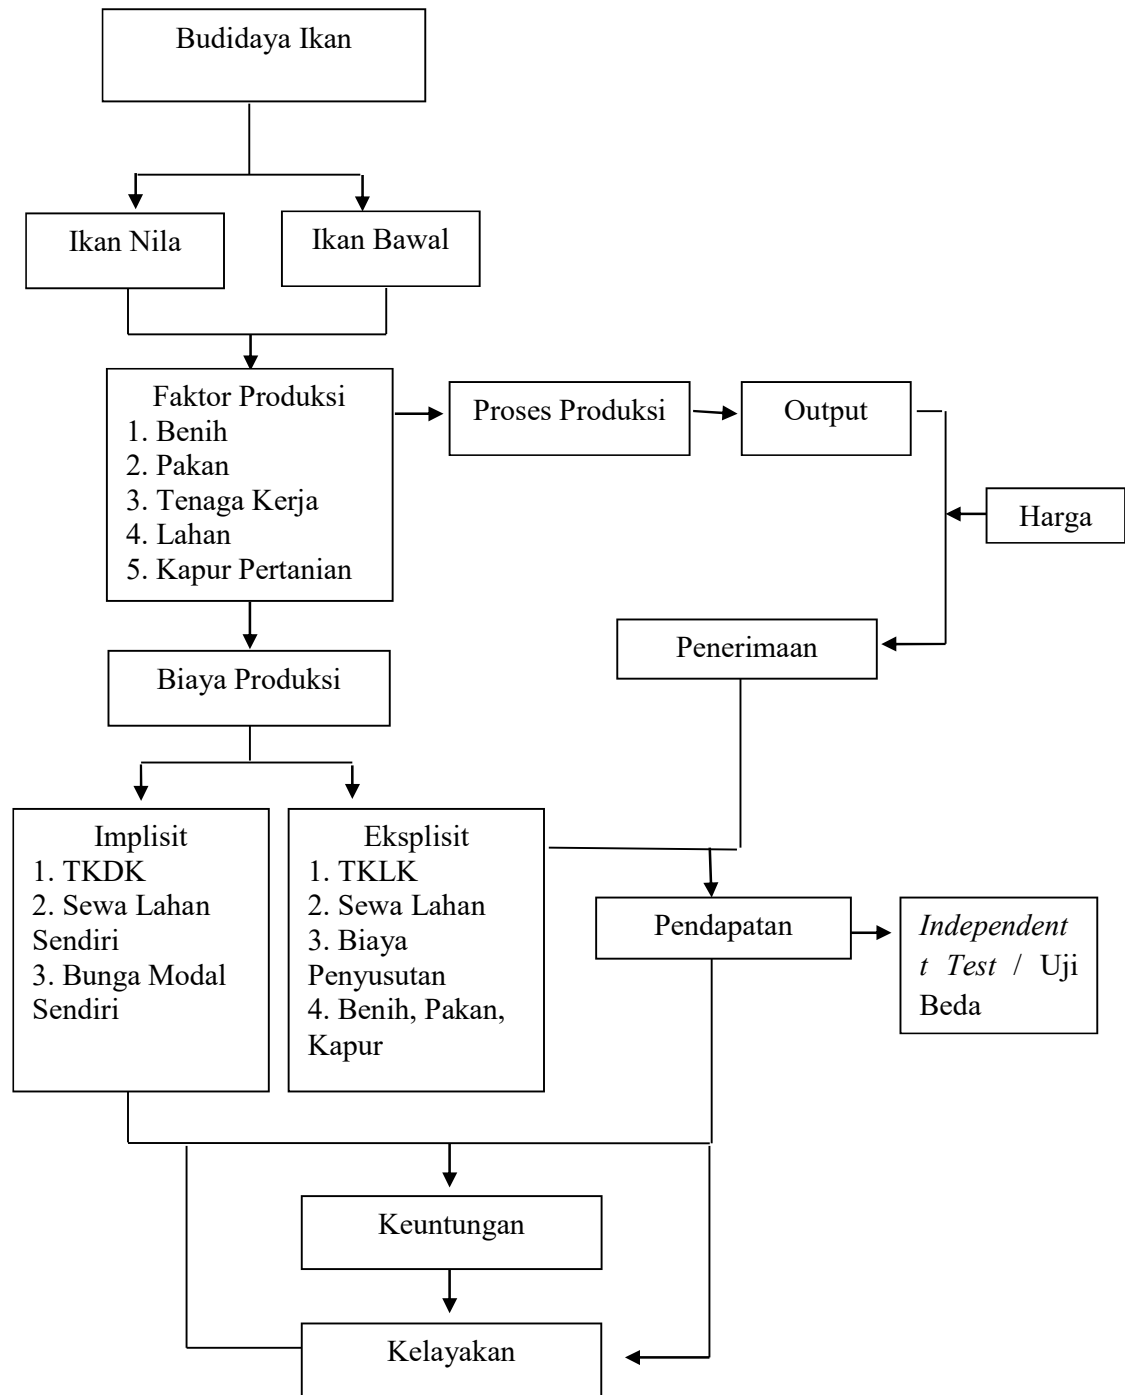 Budidaya Ikan
Ikan Nila
Ikan Bawal
Faktor Produksi
1. Benih
2. Pakan
3. Tenaga Kerja
4. Lahan
5. Kapur Pertanian
Proses Produksi
Output
Harga
Penerimaan
Biaya Produksi
Implisit
1. TKDK
2. Sewa Lahan
Sendiri
3. Bunga Modal
Sendiri
Eksplisit
1. TKLK
2. Sewa Lahan
3. Biaya
Penyusutan
4. Benih, Pakan,
Kapur
Pendapatan
Independent
t Test / Uji
Beda
Keuntungan
Kelayakan